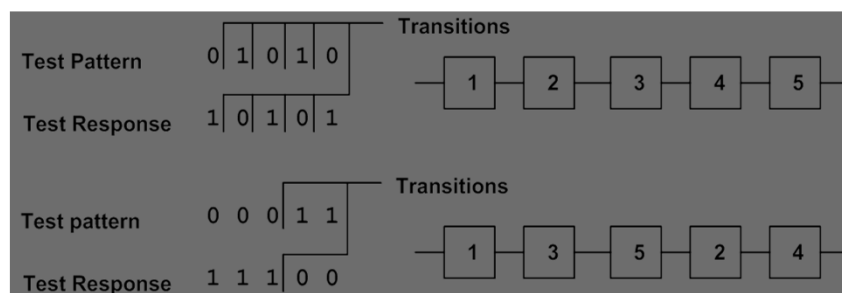 Transitions
Test Pattern 0 1 0 1 0
1 2 3 4 5
Test Response 1 0 1 0 1
Transitions
Test pattern 0 0 0 1 1
1 3 5 2 4
Test Response 1 1 1 0 0